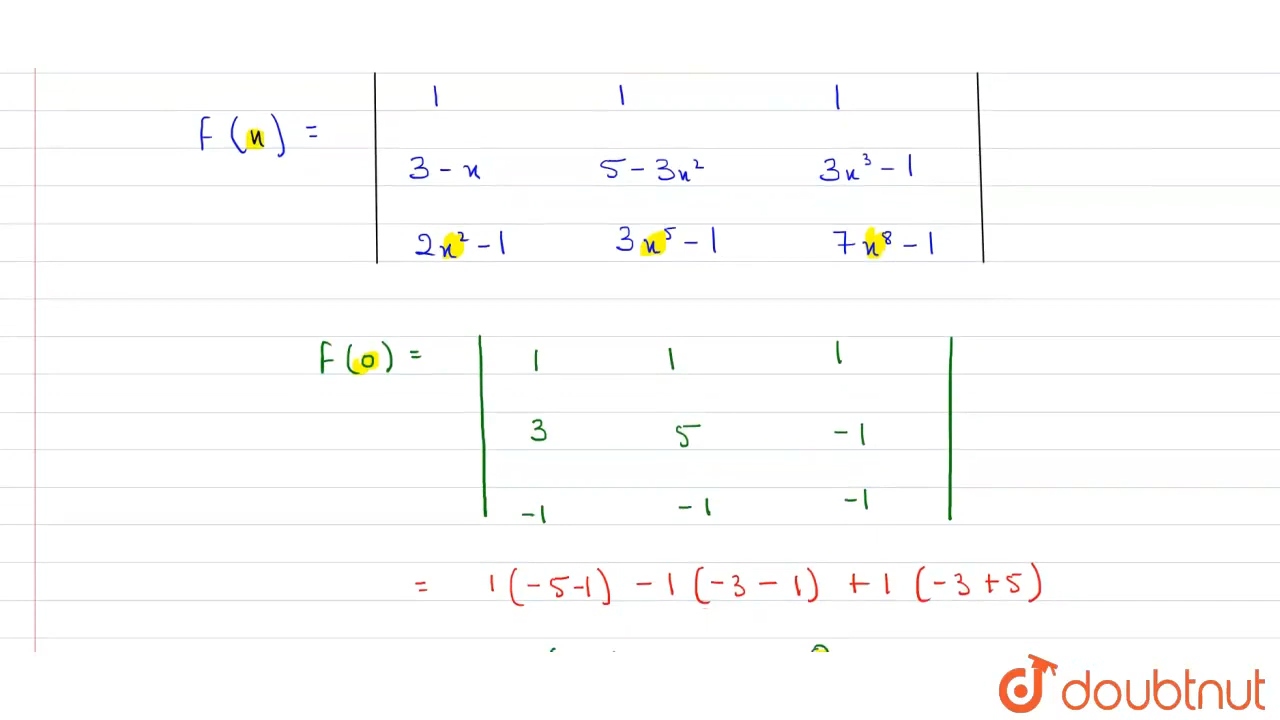 1 1 1
F(x) =
3 - x 5 - 3x² 3x³ - 1
2x² - 1 3x⁵ - 1 7x⁸ - 1
F(0) = 1 1 1
3 5 -1
-1 -1 -1
= 1(-5-1) -1(-3-1) +1(-3+5)
doubtnut